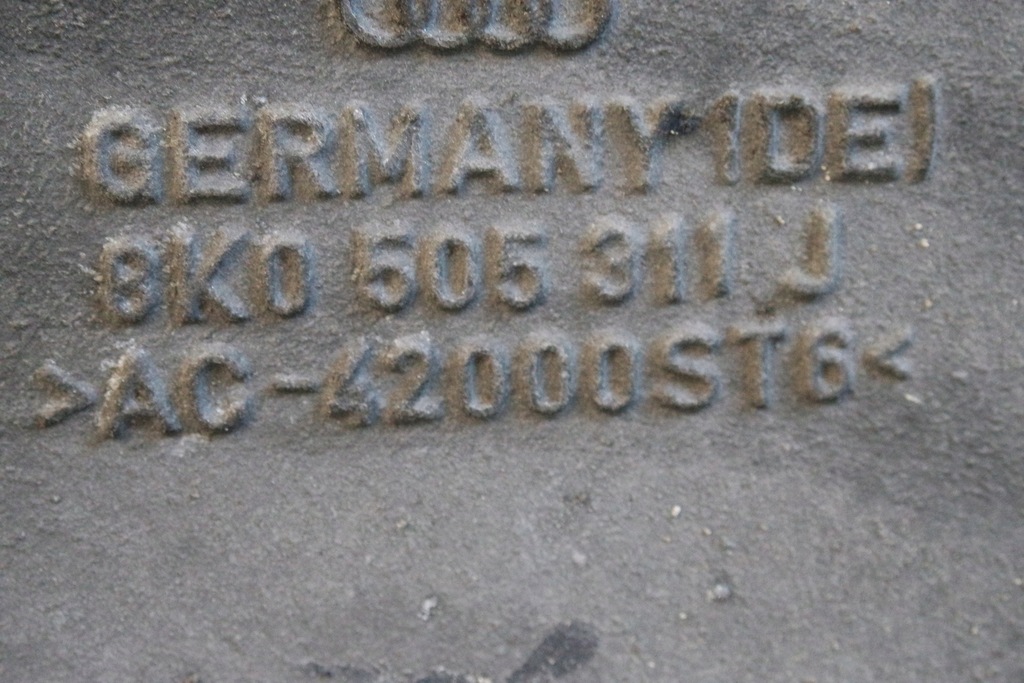 GERMANY (DE)
8K0 505 311 J
>AC-42000ST6<